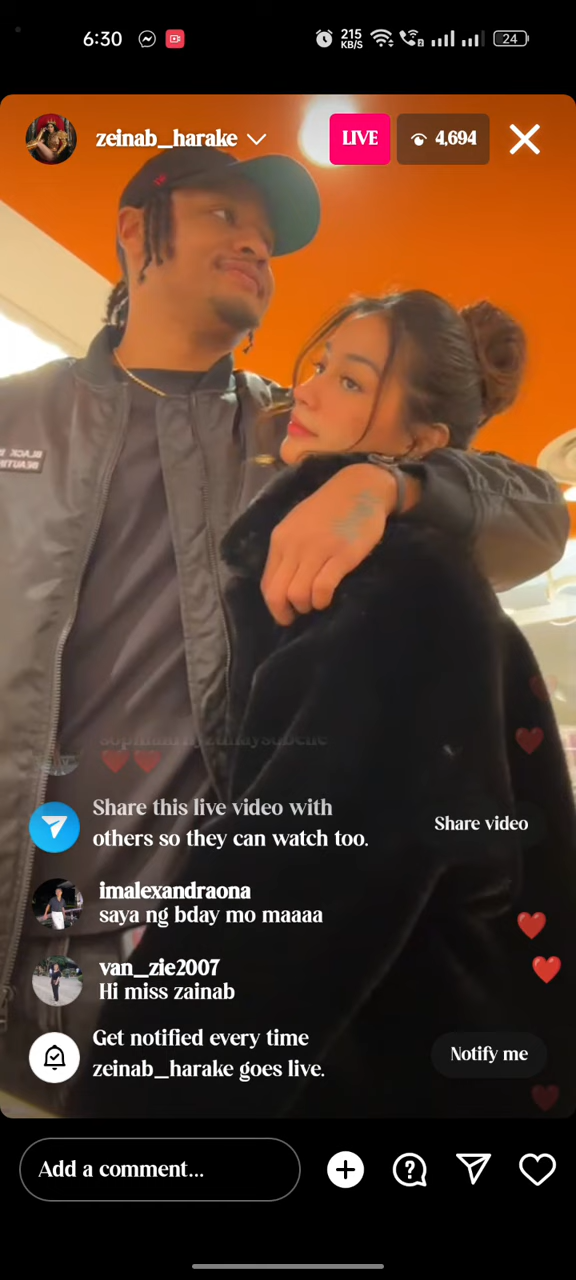 6:30
215
KB/S
24
zeinab_harake
LIVE
4,694
Share this live video with
others so they can watch too.
Share video
imalexandraona
saya ng bday mo maaaa
van_zie2007
Hi miss zainab
Get notified every time
zeinab_harake goes live.
Notify me
Add a comment...